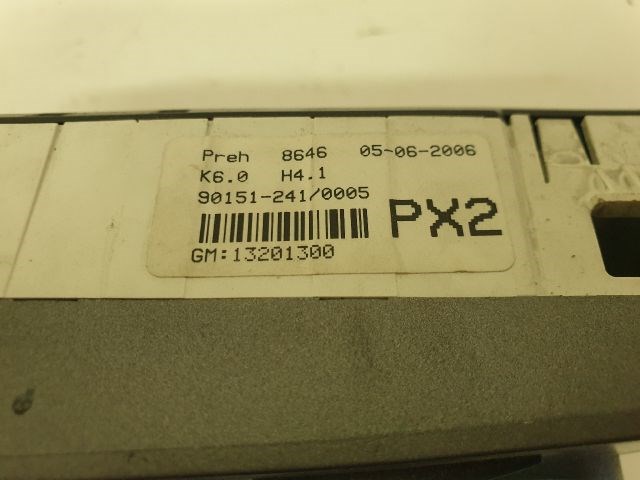 Preh 8646 05-06-2006
K6.0 H4.1
90151-241/0005
PX2
GM:13201300